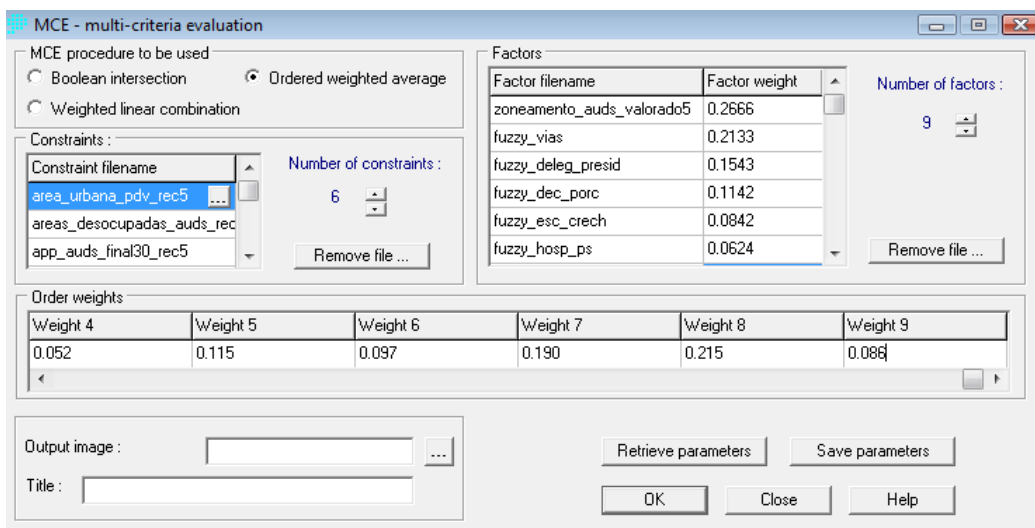 MCE - multi-criteria evaluation
MCE procedure to be used
Boolean intersection
Ordered weighted average
Weighted linear combination
Constraints :
Constraint filename
area_urbana_pdv_rec5 ...
areas_desocupadas_auds_rec
app_auds_final30_rec5
Number of constraints :
6
Remove file ...
Factors
Factor filename Factor weight
zoneamento_auds_valorado5 0.2666
fuzzy_vias 0.2133
fuzzy_deleg_presid 0.1543
fuzzy_dec_porc 0.1142
fuzzy_esc_crech 0.0842
fuzzy_hosp_ps 0.0624
Number of factors :
9
Remove file ...
Order weights
Weight 4 Weight 5 Weight 6 Weight 7 Weight 8 Weight 9
0.052 0.115 0.097 0.190 0.215 0.086
Output image : ...
Title :
Retrieve parameters Save parameters
OK Close Help